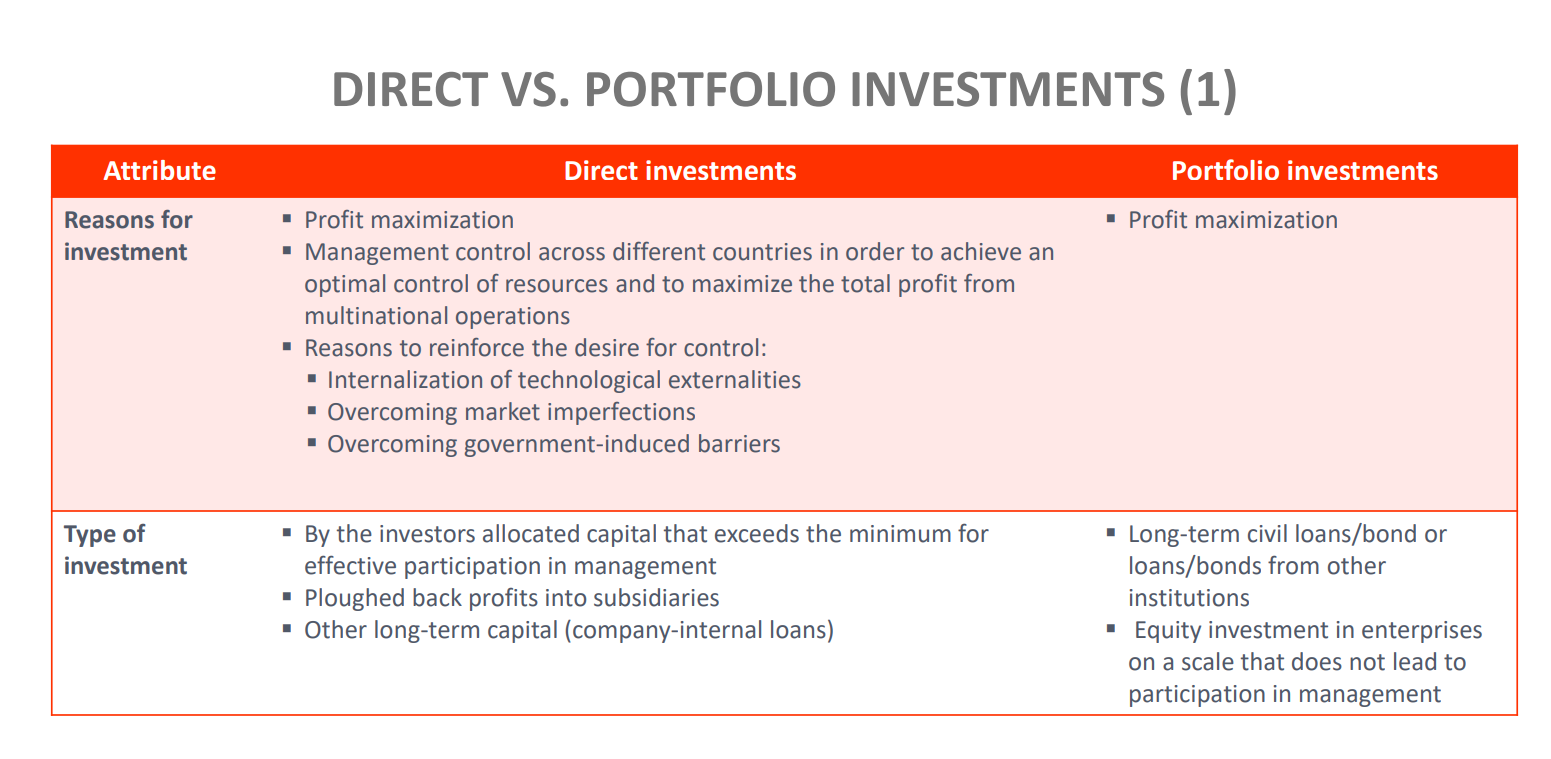 DIRECT VS. PORTFOLIO INVESTMENTS (1)
Attribute
Direct investments
Portfolio investments
Reasons for
investment
▪ Profit maximization
▪ Management control across different countries in order to achieve an
optimal control of resources and to maximize the total profit from
multinational operations
▪ Reasons to reinforce the desire for control:
▪ Internalization of technological externalities
▪ Overcoming market imperfections
▪ Overcoming government-induced barriers
▪ Profit maximization
Type of
investment
▪ By the investors allocated capital that exceeds the minimum for
effective participation in management
▪ Ploughed back profits into subsidiaries
▪ Other long-term capital (company-internal loans)
▪ Long-term civil loans/bond or
loans/bonds from other
institutions
▪ Equity investment in enterprises
on a scale that does not lead to
participation in management